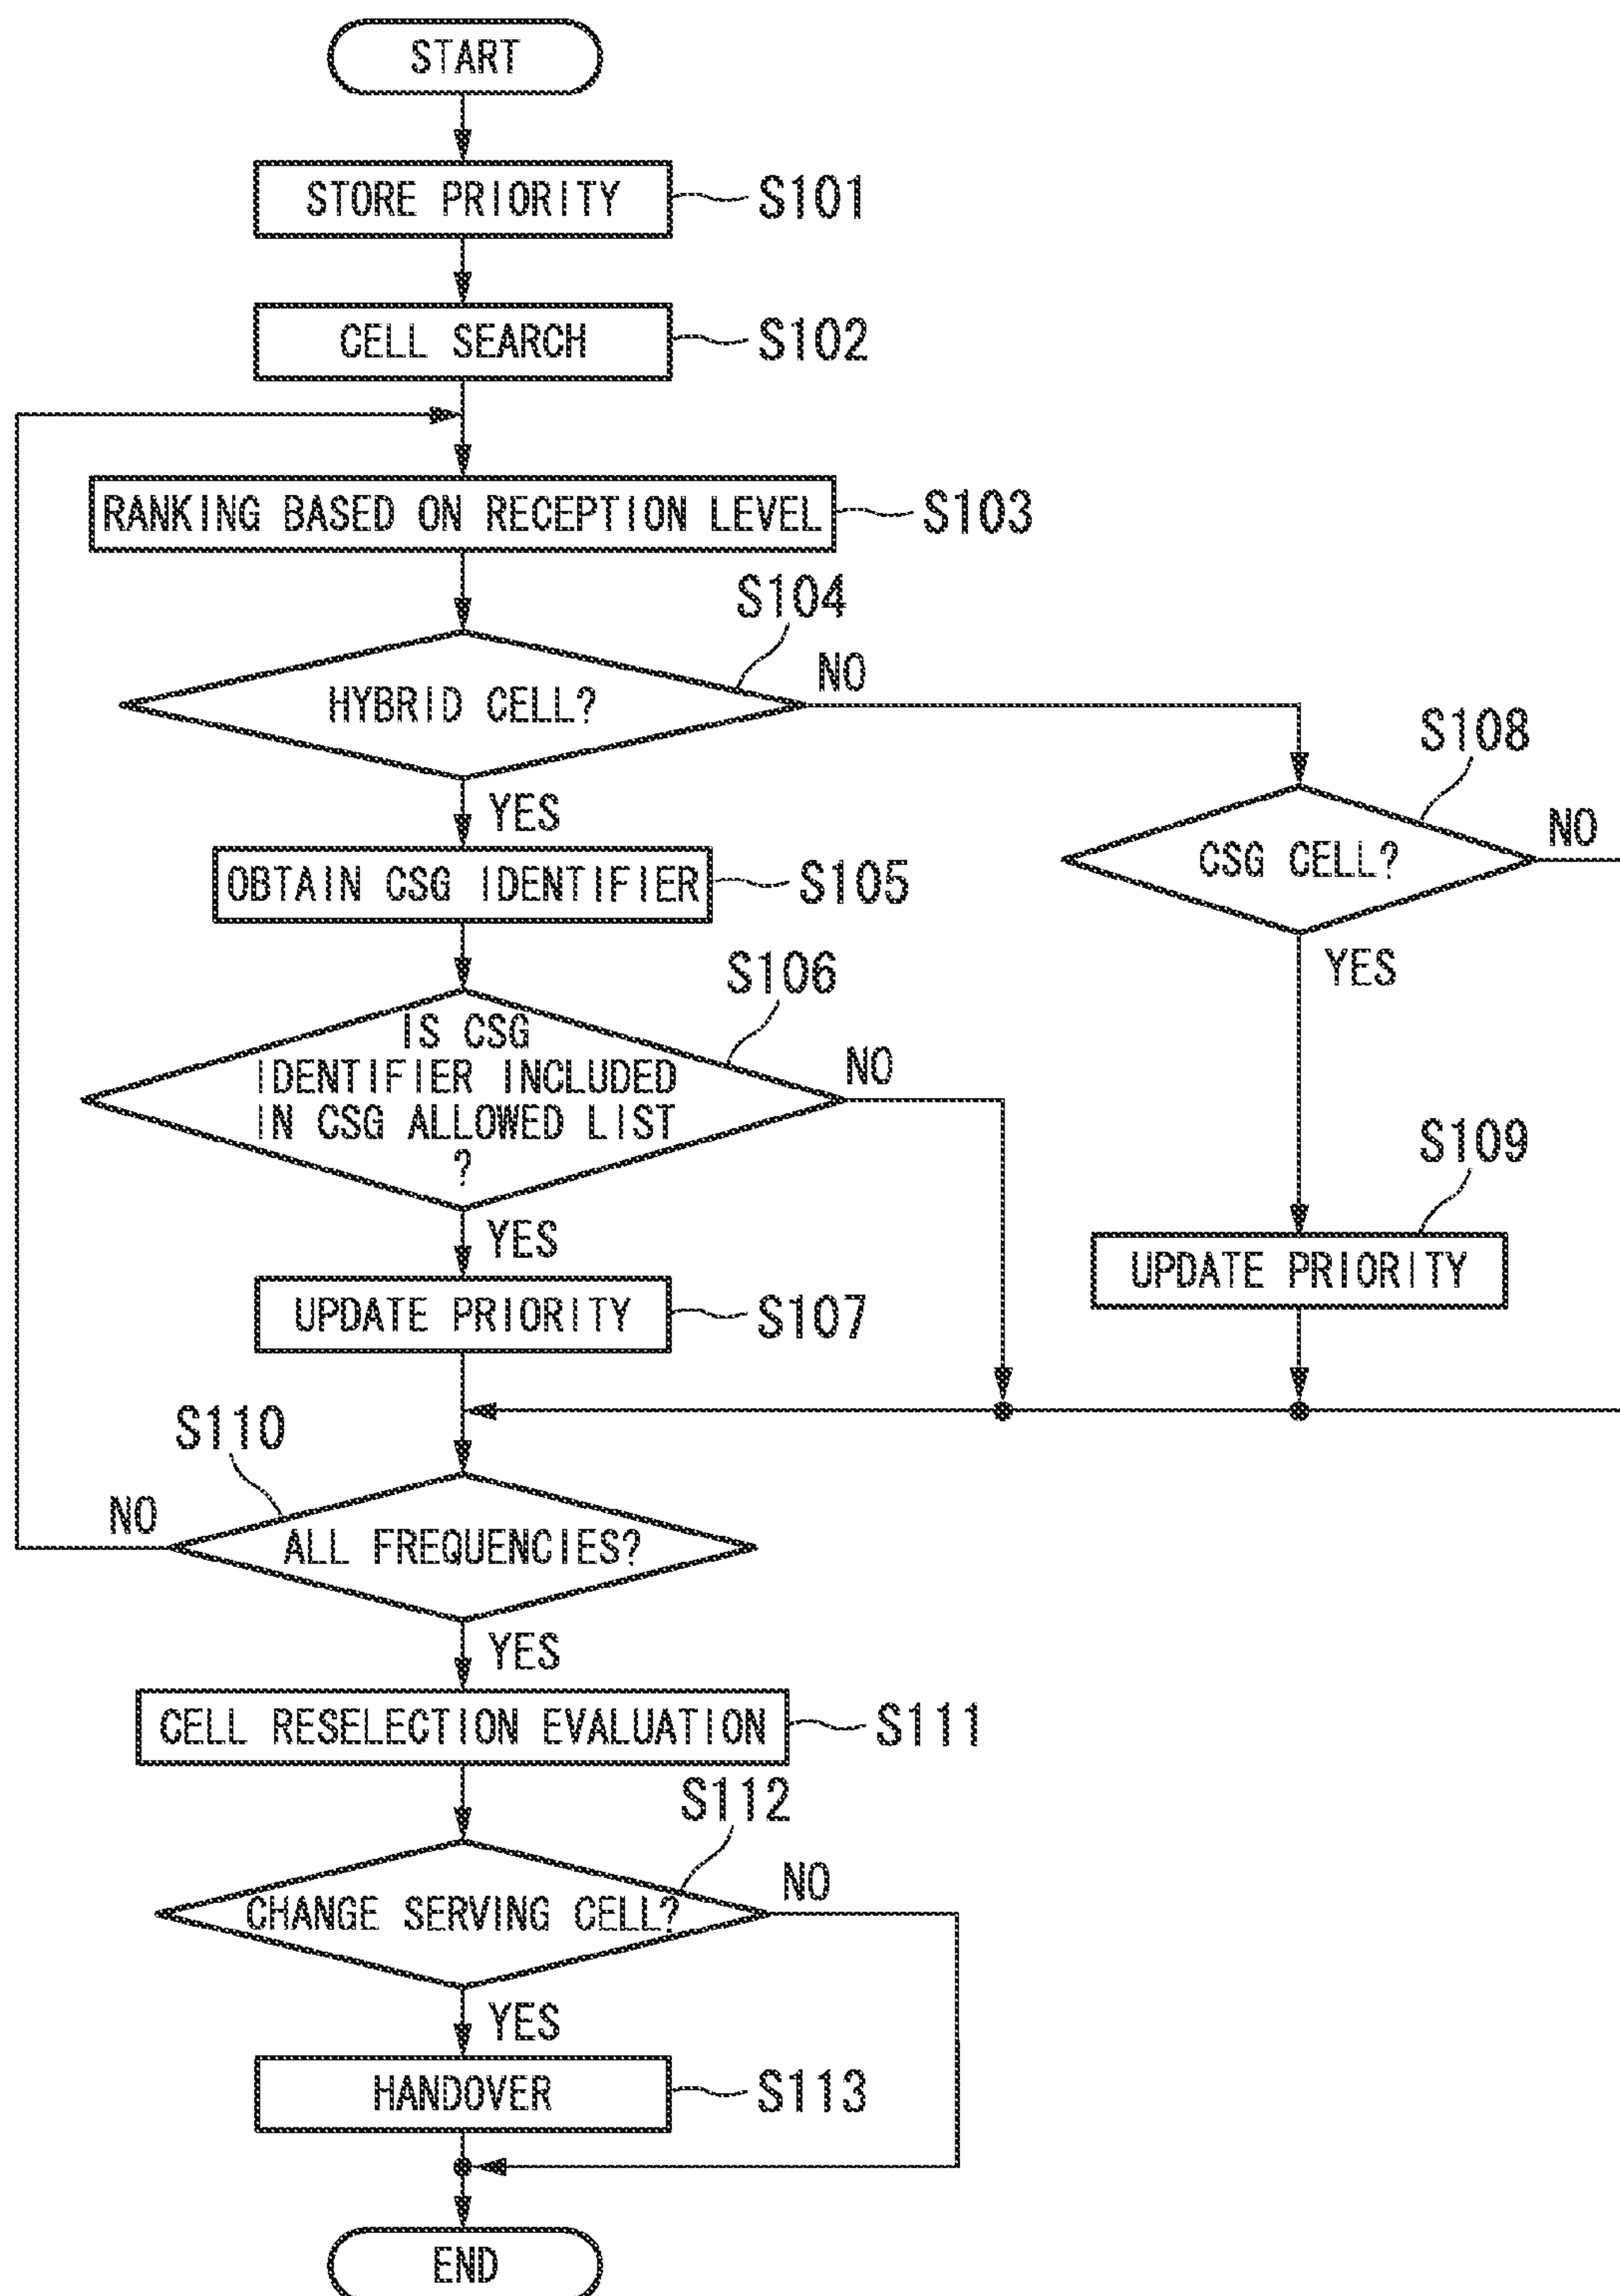 START
STORE PRIORITY
S101
CELL SEARCH
S102
RANKING BASED ON RECEPTION LEVEL
S103
S104
HYBRID CELL?
NO
YES
S108
CSG CELL?
NO
YES
OBTAIN CSG IDENTIFIER
S105
S106
IS CSG
IDENTIFIER INCLUDED
IN CSG ALLOWED LIST
?
NO
YES
S109
UPDATE PRIORITY
UPDATE PRIORITY
S107
S110
NO
ALL FREQUENCIES?
YES
CELL RESELECTION EVALUATION
S111
S112
CHANGE SERVING CELL?
NO
YES
HANDOVER
S113
END